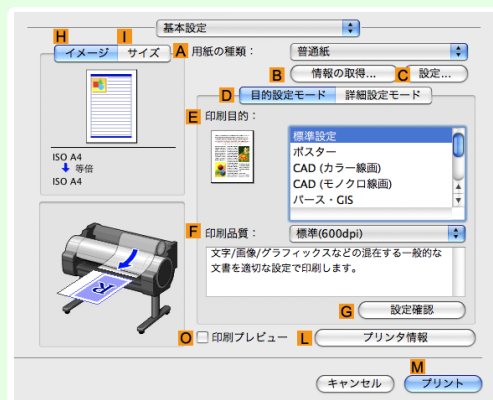 基本設定
H
I
イメージ
サイズ
A
用紙の種類：
普通紙
B
情報の取得...
C
設定...
D
目的設定モード
詳細設定モード
E
印刷目的：
標準設定
ポスター
CAD (カラー線画)
CAD (モノクロ線画)
パース・GIS
ISO A4
等倍
ISO A4
F
印刷品質：
標準(600dpi)
文字/画像/グラフィックスなどの混在する一般的な
文書を適切な設定で印刷します。
G
設定確認
O
印刷プレビュー
L
プリンタ情報
M
キャンセル
プリント